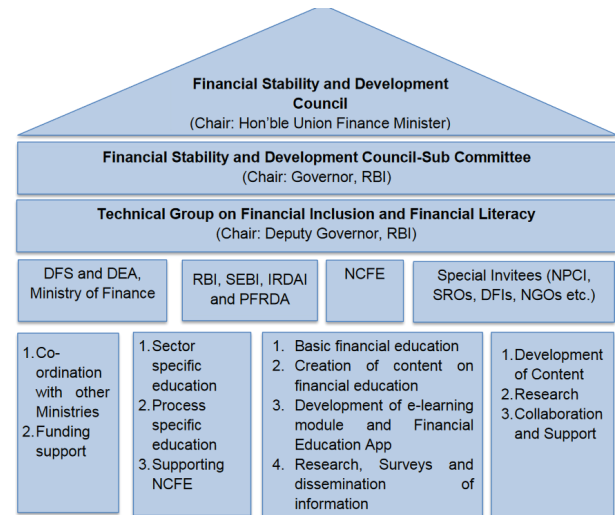 Financial Stability and Development
Council
(Chair: Hon'ble Union Finance Minister)
Financial Stability and Development Council-Sub Committee
(Chair: Governor, RBI)
Technical Group on Financial Inclusion and Financial Literacy
(Chair: Deputy Governor, RBI)
DFS and DEA,
Ministry of Finance
RBI, SEBI, IRDAI
and PFRDA
NCFE
Special Invitees (NPCI,
SROs, DFIs, NGOs etc.)
1. Co-
ordination
with other
Ministries
2. Funding
support
1. Sector
specific
education
2. Process
specific
education
3. Supporting
NCFE
1. Basic financial education
2. Creation of content on
financial education
3. Development of e-learning
module and Financial
Education App
4. Research, Surveys and
dissemination of
information
1. Development
of Content
2. Research
3. Collaboration
and Support